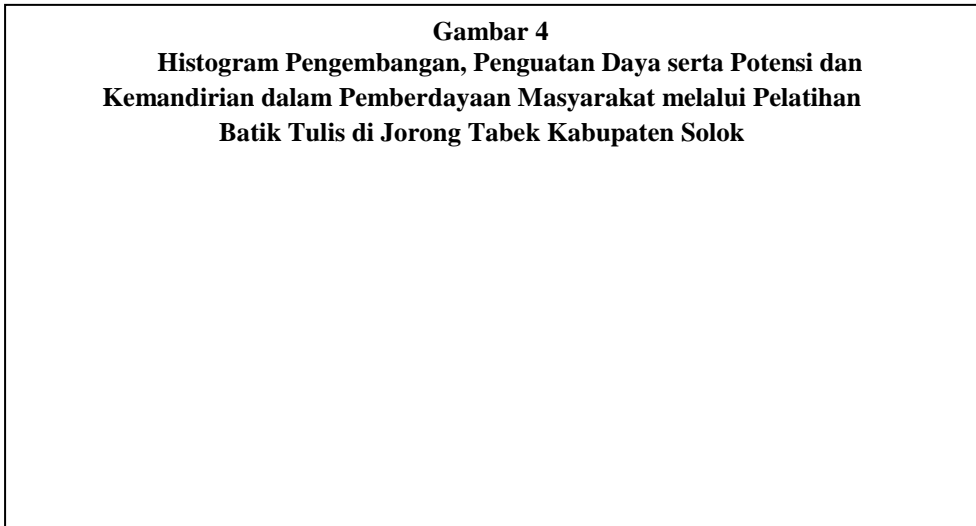 Gambar 4
Histogram Pengembangan, Penguatan Daya serta Potensi dan
Kemandirian dalam Pemberdayaan Masyarakat melalui Pelatihan
Batik Tulis di Jorong Tabek Kabupaten Solok